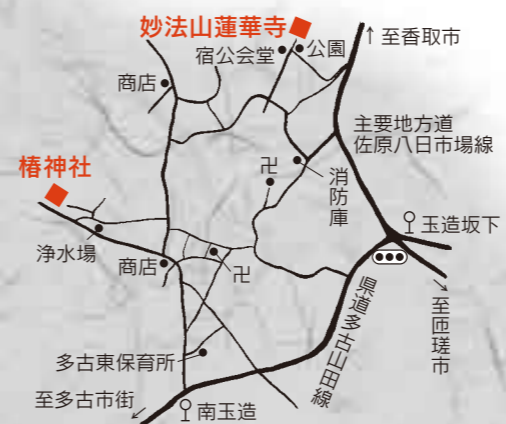 妙法山蓮華寺
宿公会堂
公園
↑至香取市
商店
主要地方道
佐原八日市場線
卍
消防庫
椿神社
玉造坂下
浄水場
商店
卍
→至匝瑳市
県道多古山田線
多古東保育所
至多古市街
南玉造